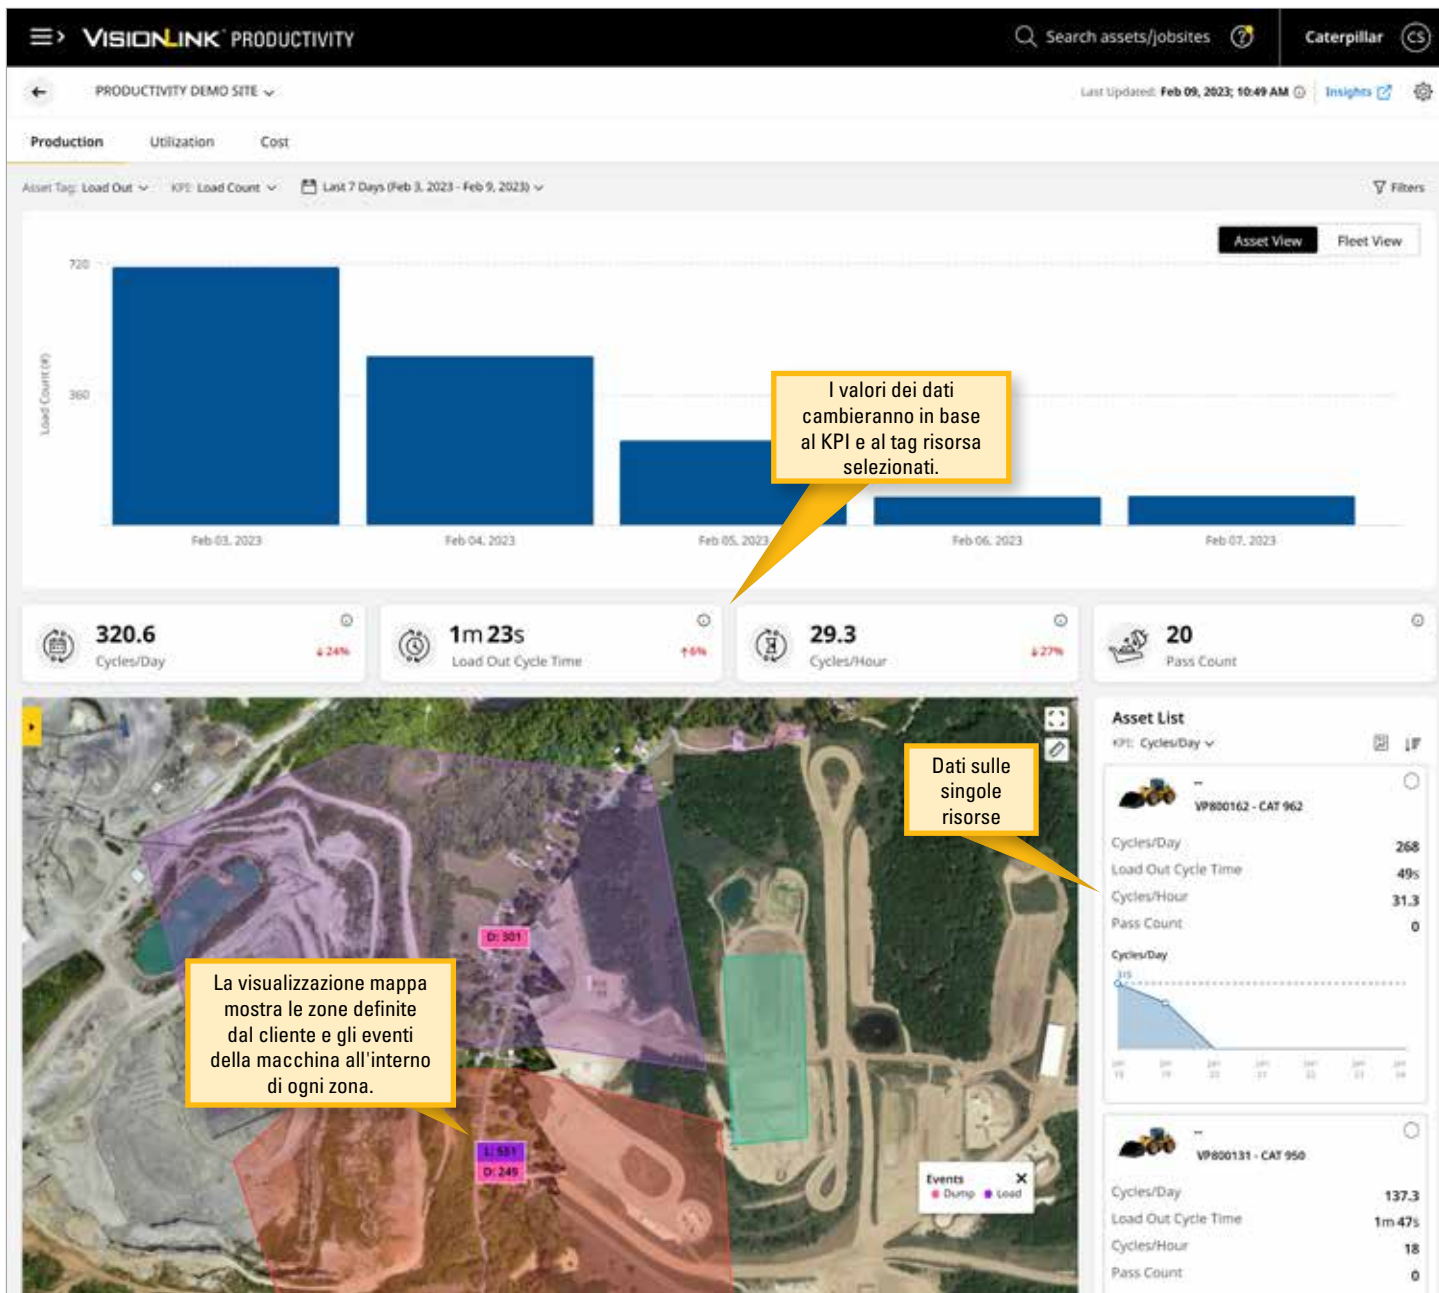 VISIONLINK PRODUCTIVITY
Search assets/jobsites
Caterpillar
CS
PRODUCTIVITY DEMO SITE
Last Updated: Feb 09, 2023; 10:49 AM
Insights
Production
Utilization
Cost
Asset Tag: Load Out
KPI: Load Count
Last 7 Days (Feb 3, 2023 - Feb 9, 2023)
Filters
Asset View
Fleet View
720
360
Load Count (#)
Feb 03, 2023
Feb 04, 2023
Feb 05, 2023
Feb 06, 2023
Feb 07, 2023
I valori dei dati
cambieranno in base
al KPI e al tag risorsa
selezionati.
320.6
Cycles/Day
↓24%
1m 23s
Load Out Cycle Time
↑6%
29.3
Cycles/Hour
↓27%
20
Pass Count
Dati sulle
singole
risorse
D: 301
La visualizzazione mappa
mostra le zone definite
dal cliente e gli eventi
della macchina all'interno
di ogni zona.
L: 551
D: 249
Events X
Dump Load
Asset List
KPI: Cycles/Day
--
VP800162 - CAT 962
Cycles/Day 268
Load Out Cycle Time 49s
Cycles/Hour 31.3
Pass Count 0
Cycles/Day
315
--
VP800131 - CAT 950
Cycles/Day 137.3
Load Out Cycle Time 1m 47s
Cycles/Hour 18
Pass Count 0